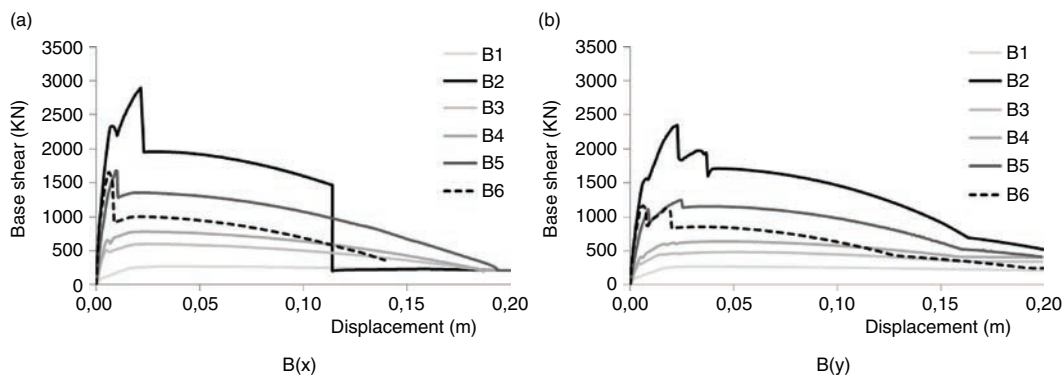 (a)
Base shear (KN)
3500
3000
2500
2000
1500
1000
500
0
0,00
0,05
0,10
0,15
0,20
Displacement (m)
B1
B2
B3
B4
B5
B6
B(x)
(b)
Base shear (KN)
3500
3000
2500
2000
1500
1000
500
0
0,00
0,05
0,10
0,15
0,20
Displacement (m)
B1
B2
B3
B4
B5
B6
B(y)